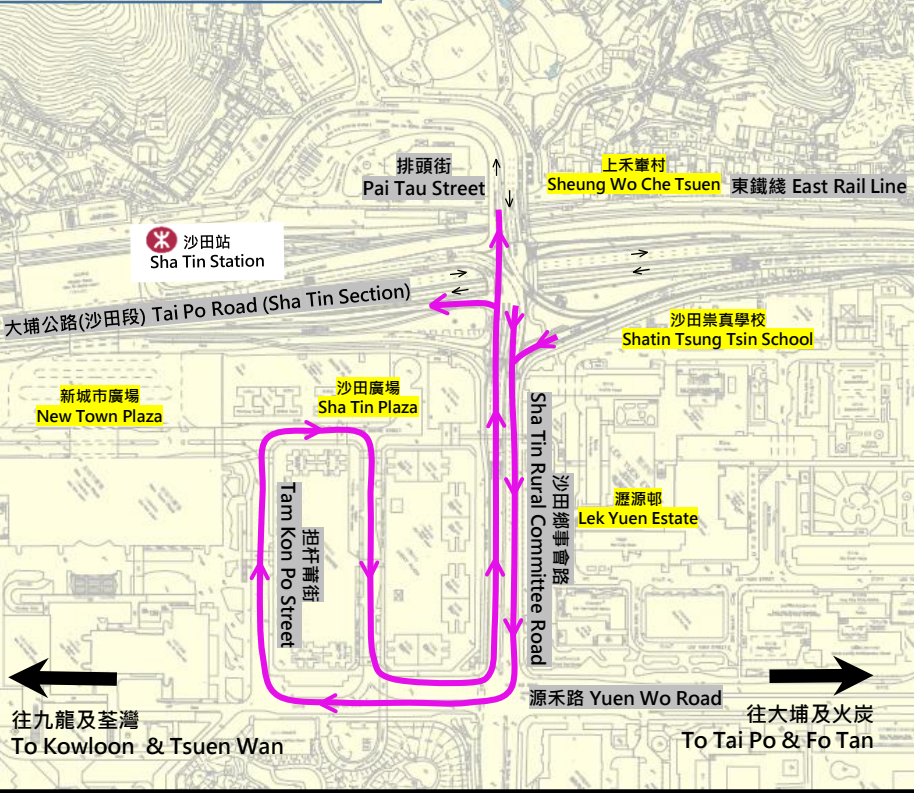 排頭街
Pai Tau Street
上禾輋村
Sheung Wo Che Tsuen
東鐵綫 East Rail Line
沙田站
Sha Tin Station
大埔公路(沙田段) Tai Po Road (Sha Tin Section)
沙田崇真學校
Shatin Tsung Tsin School
新城市廣場
New Town Plaza
沙田廣場
Sha Tin Plaza
沙田鄉事會路
Sha Tin Rural Committee Road
瀝源邨
Lek Yuen Estate
担杆莆街
Tam Kon Po Street
源禾路 Yuen Wo Road
往九龍及荃灣
To Kowloon & Tsuen Wan
往大埔及火炭
To Tai Po & Fo Tan